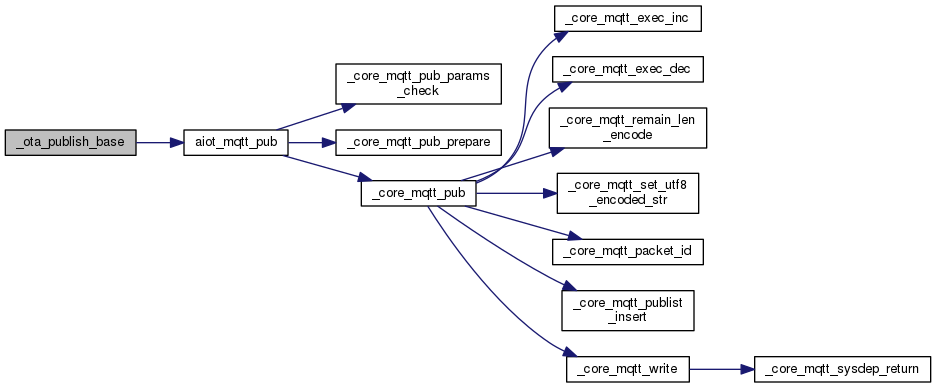 _ota_publish_base
aiot_mqtt_pub
_core_mqtt_pub_params
_check
_core_mqtt_pub_prepare
_core_mqtt_pub
_core_mqtt_exec_inc
_core_mqtt_exec_dec
_core_mqtt_remain_len
_encode
_core_mqtt_set_utf8
_encoded_str
_core_mqtt_packet_id
_core_mqtt_publist
_insert
_core_mqtt_write
_core_mqtt_sysdep_return